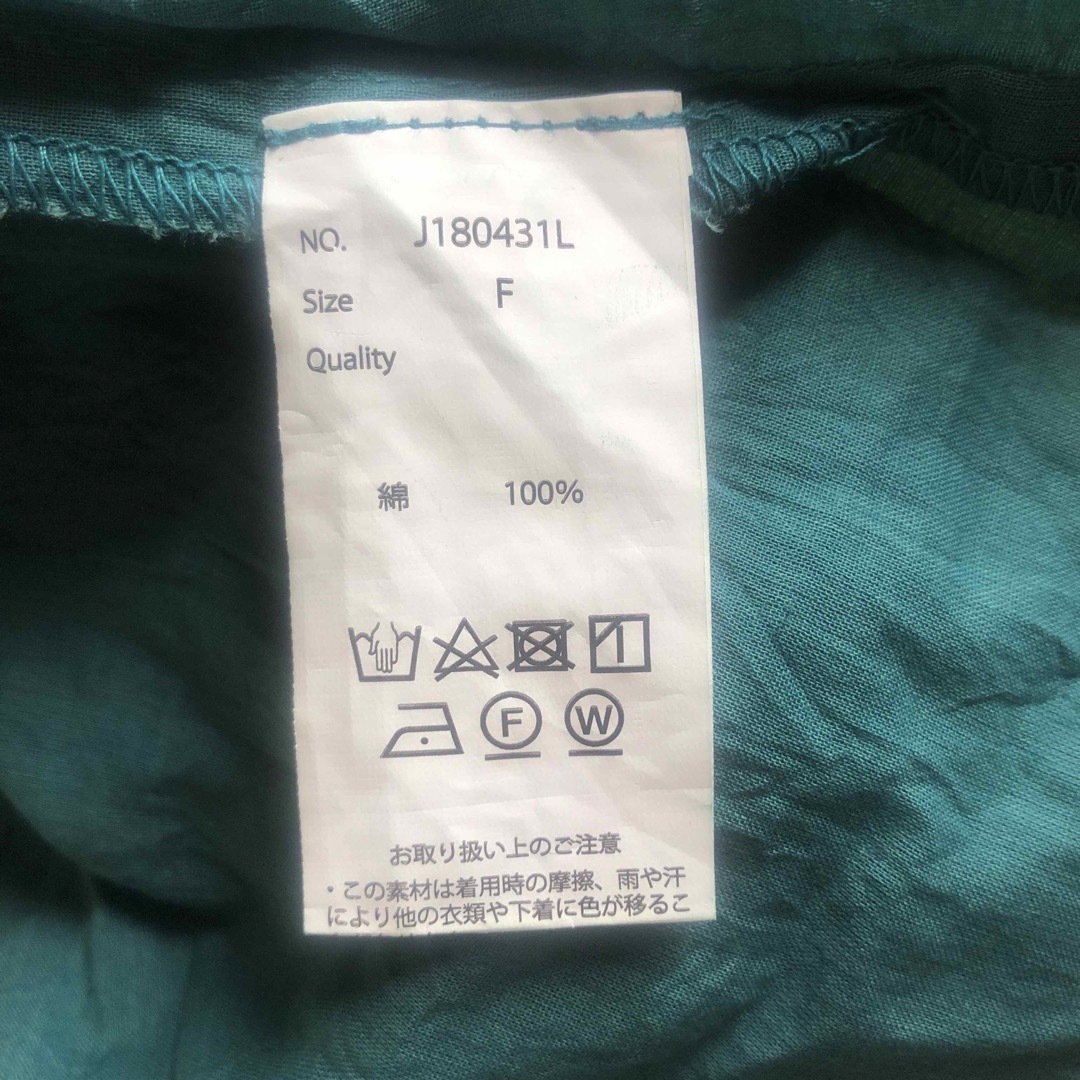 NO. J180431L
Size F
Quality
綿 100%
F W
お取り扱い上のご注意
・この素材は着用時の摩擦、雨や汗
により他の衣類や下着に色が移るこ